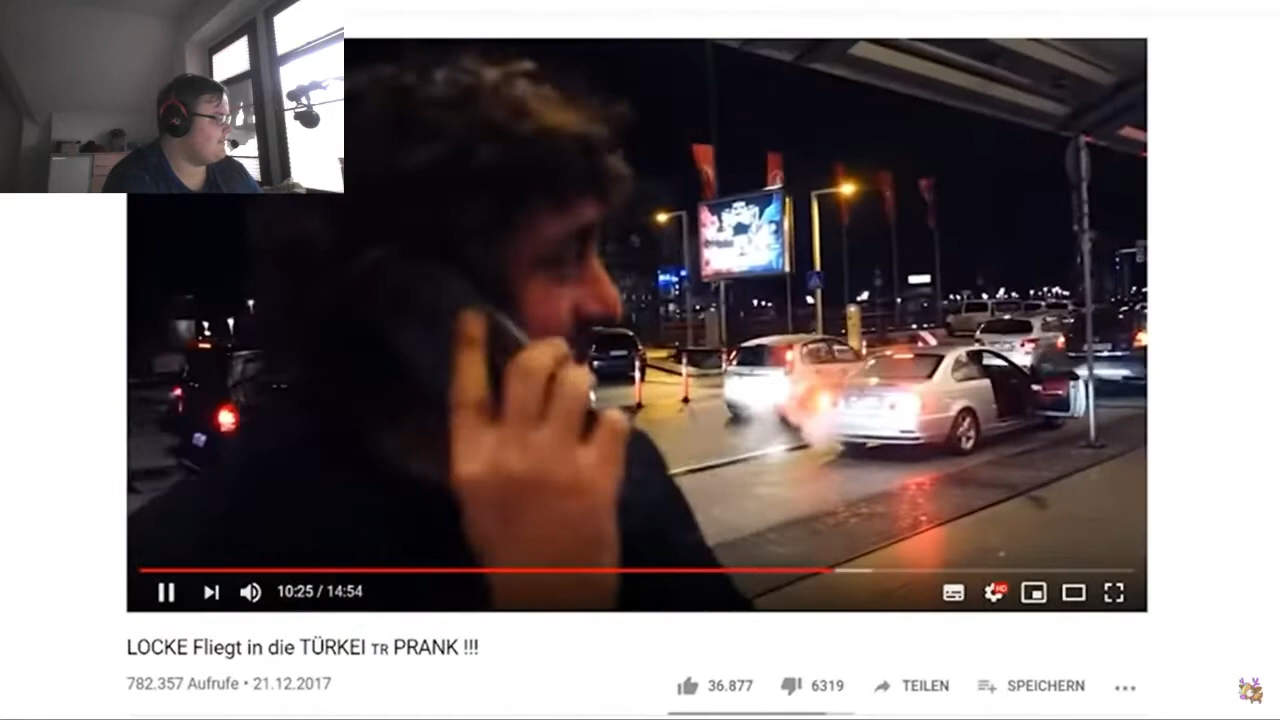 10:25 / 14:54
HD
LOCKE Fliegt in die TÜRKEI TR PRANK !!!
782.357 Aufrufe • 21.12.2017
36.877 6319 TEILEN SPEICHERN